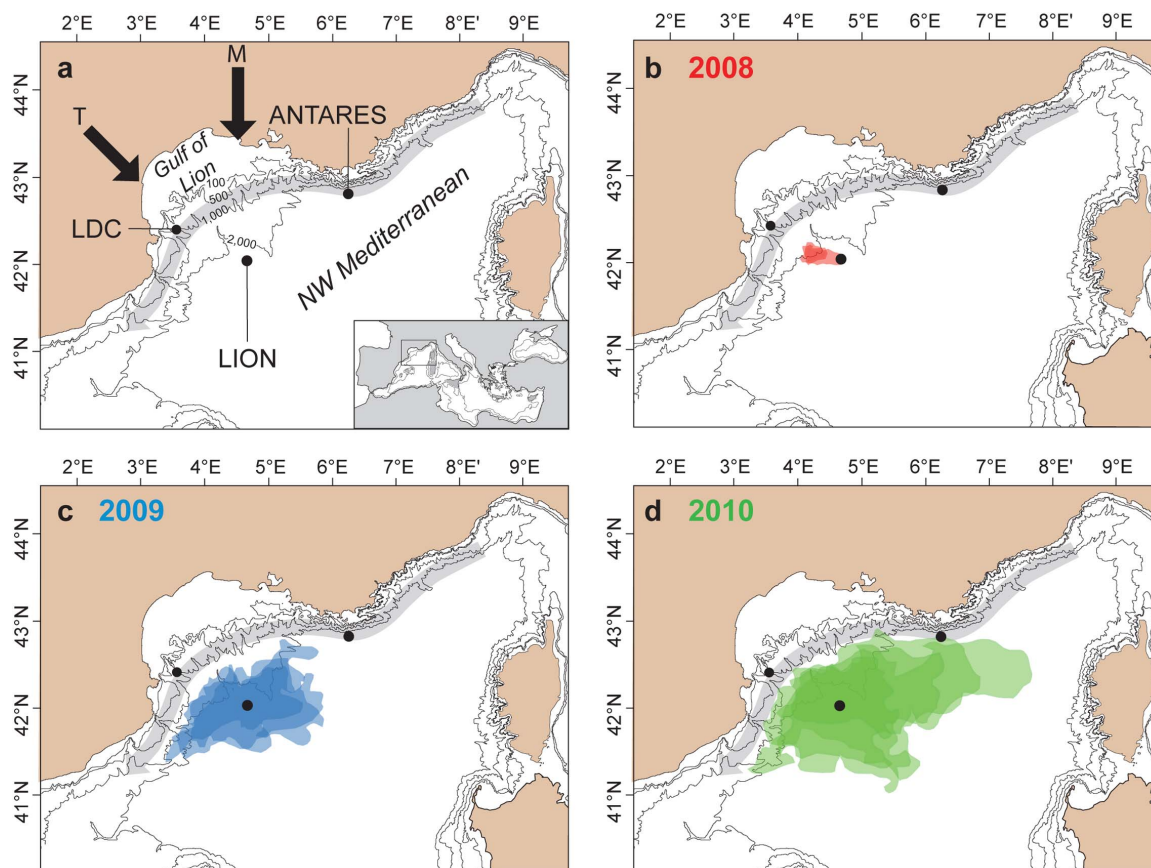 2°E 3°E 4°E 5°E 6°E 7°E 8°E 9°E
a
M
T
ANTARES
44°N
43°N
42°N
41°N
Gulf of
Lion
100
500
1,000
2,000
LDC
LION
NW Mediterranean
2°E 3°E 4°E 5°E 6°E 7°E 8°E 9°E
b 2008
44°N
43°N
42°N
41°N
2°E 3°E 4°E 5°E 6°E 7°E 8°E 9°E
c 2009
44°N
43°N
42°N
41°N
2°E 3°E 4°E 5°E 6°E 7°E 8°E 9°E
d 2010
44°N
43°N
42°N
41°N